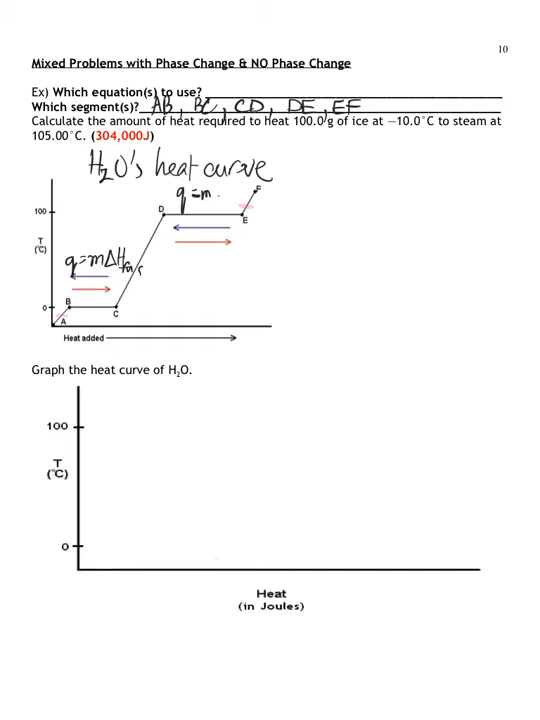 10
Mixed Problems with Phase Change & NO Phase Change
Ex) Which equation(s) to use?
Which segment(s)? AB, BC, CD, DE, EF
Calculate the amount of heat required to heat 100.0 g of ice at −10.0°C to steam at
105.00°C. (304,000J)
H₂O's heat curve
q=m
F
D
100
E
T
(°C)
q=mΔHfus
B
0
A
C
Heat added
Graph the heat curve of H₂O.
100
T
(°C)
0
Heat
(in Joules)